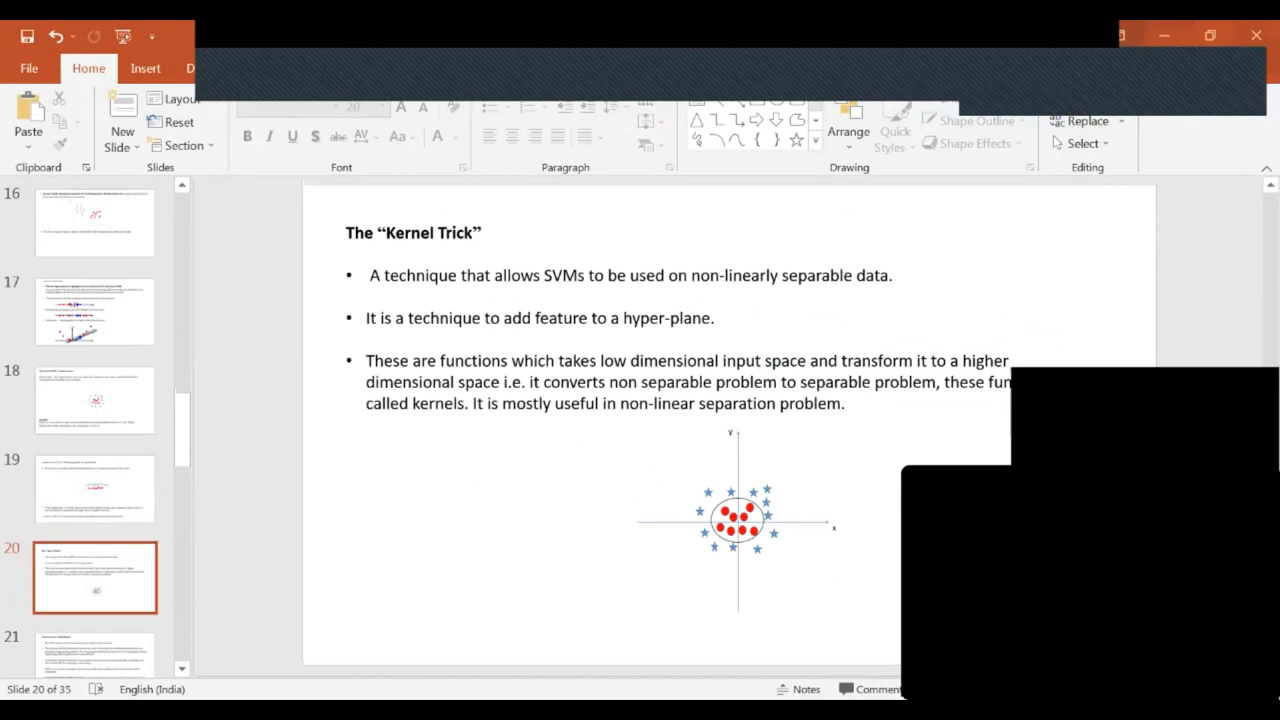 File
Home
Insert
D
Layout
Reset
Section
Paste
New
Slide
20
B I U S abc AV Aa A
Arrange
Quick
Styles
Shape Outline
Shape Effects
Replace
Select
Clipboard
Slides
Font
Paragraph
Drawing
Editing
16
17
18
19
20
21
The “Kernel Trick”
• A technique that allows SVMs to be used on non-linearly separable data.
• It is a technique to add feature to a hyper-plane.
• These are functions which takes low dimensional input space and transform it to a higher
dimensional space i.e. it converts non separable problem to separable problem, these fun
called kernels. It is mostly useful in non-linear separation problem.
y
x
Slide 20 of 35
English (India)
Notes
Commen